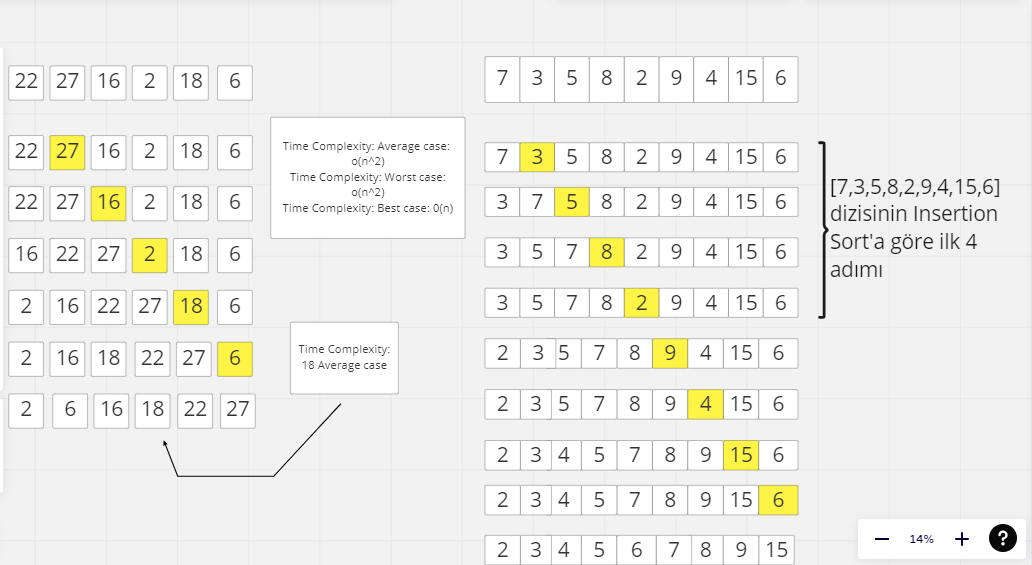 22 27 16 2 18 6
22 27 16 2 18 6
22 27 16 2 18 6
16 22 27 2 18 6
2 16 22 27 18 6
2 16 18 22 27 6
2 6 16 18 22 27
Time Complexity: Average case:
o(n^2)
Time Complexity: Worst case:
o(n^2)
Time Complexity: Best case: 0(n)
Time Complexity:
18 Average case
7 3 5 8 2 9 4 15 6
7 3 5 8 2 9 4 15 6
3 7 5 8 2 9 4 15 6
3 5 7 8 2 9 4 15 6
3 5 7 8 2 9 4 15 6
2 3 5 7 8 9 4 15 6
2 3 5 7 8 9 4 15 6
2 3 4 5 7 8 9 15 6
2 3 4 5 7 8 9 15 6
2 3 4 5 6 7 8 9 15
[7,3,5,8,2,9,4,15,6]
dizisinin Insertion
Sort'a göre ilk 4
adımı
− 14% + ?